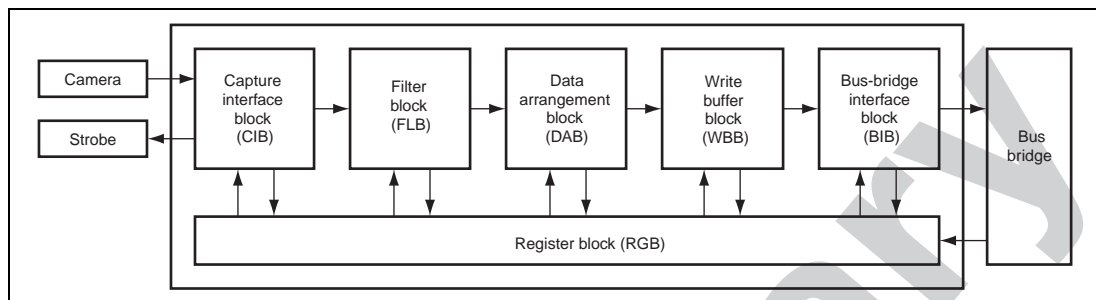 Camera
Strobe
Capture
interface
block
(CIB)
Filter
block
(FLB)
Data
arrangement
block
(DAB)
Write
buffer
block
(WBB)
Bus-bridge
interface
block
(BIB)
Bus
bridge
Register block (RGB)
ary